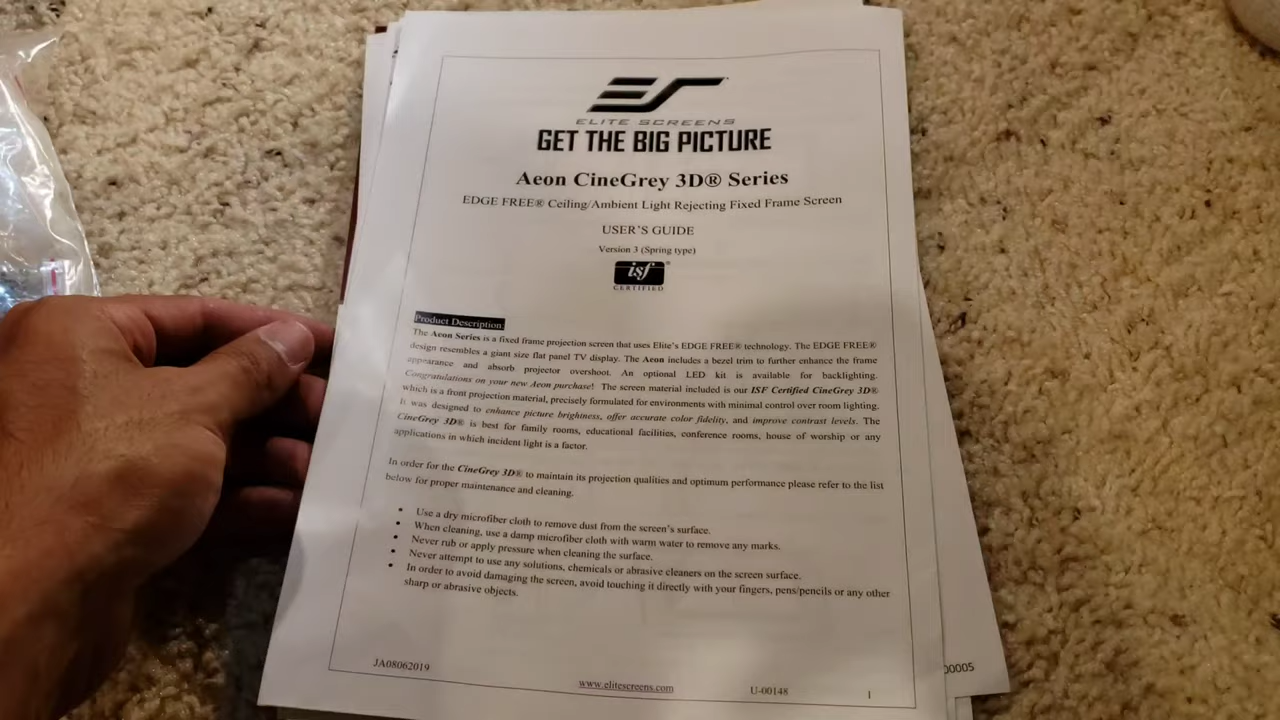 ES
ELITE SCREENS
GET THE BIG PICTURE
Aeon CineGrey 3D® Series
EDGE FREE® Ceiling/Ambient Light Rejecting Fixed Frame Screen
USER'S GUIDE
Version 3 (Spring type)
isf®
CERTIFIED
Product Description:
The Aeon Series is a fixed frame projection screen that uses Elite's EDGE FREE® technology. The EDGE FREE®
design resembles a giant size flat panel TV display. The Aeon includes a bezel trim to further enhance the frame
appearance and absorb projector overshoot. An optional LED kit is available for backlighting.
Congratulations on your new Aeon purchase! The screen material included is our ISF Certified CineGrey 3D®
which is a front projection material, precisely formulated for environments with minimal control over room lighting.
It was designed to enhance picture brightness, offer accurate color fidelity, and improve contrast levels. The
CineGrey 3D® is best for family rooms, educational facilities, conference rooms, house of worship or any
applications in which incident light is a factor.
In order for the CineGrey 3D® to maintain its projection qualities and optimum performance please refer to the list
below for proper maintenance and cleaning.
• Use a dry microfiber cloth to remove dust from the screen's surface.
• When cleaning, use a damp microfiber cloth with warm water to remove any marks.
• Never rub or apply pressure when cleaning the surface.
• Never attempt to use any solutions, chemicals or abrasive cleaners on the screen surface.
• In order to avoid damaging the screen, avoid touching it directly with your fingers, pens/pencils or any other
sharp or abrasive objects.
JA08062019
www.elitescreens.com
U-00148
1
00005